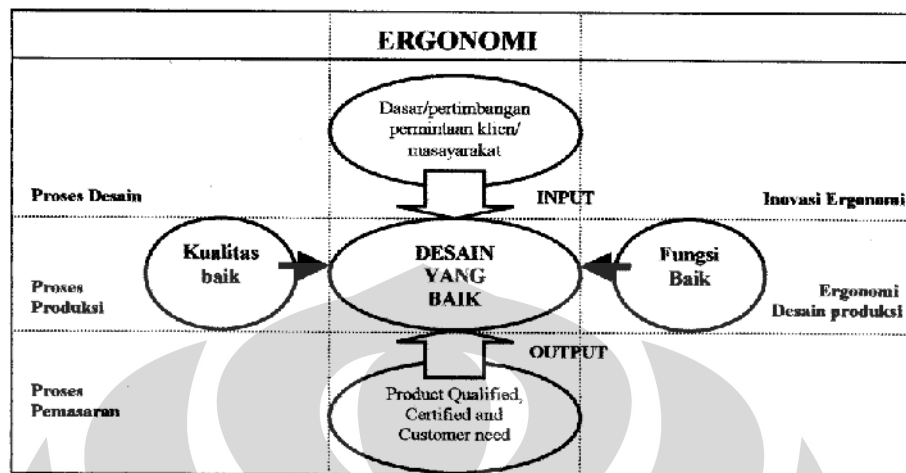 ERGONOMI
Dasar/pertimbangan
permintaan klien/
masayarakat
Proses Desain
INPUT
Inovasi Ergonomi
Kualitas
baik
DESAIN
YANG
BAIK
Fungsi
Baik
Proses
Produksi
Ergonomi
Desain produksi
OUTPUT
Proses
Pemasaran
Product Qualified,
Certified and
Customer need